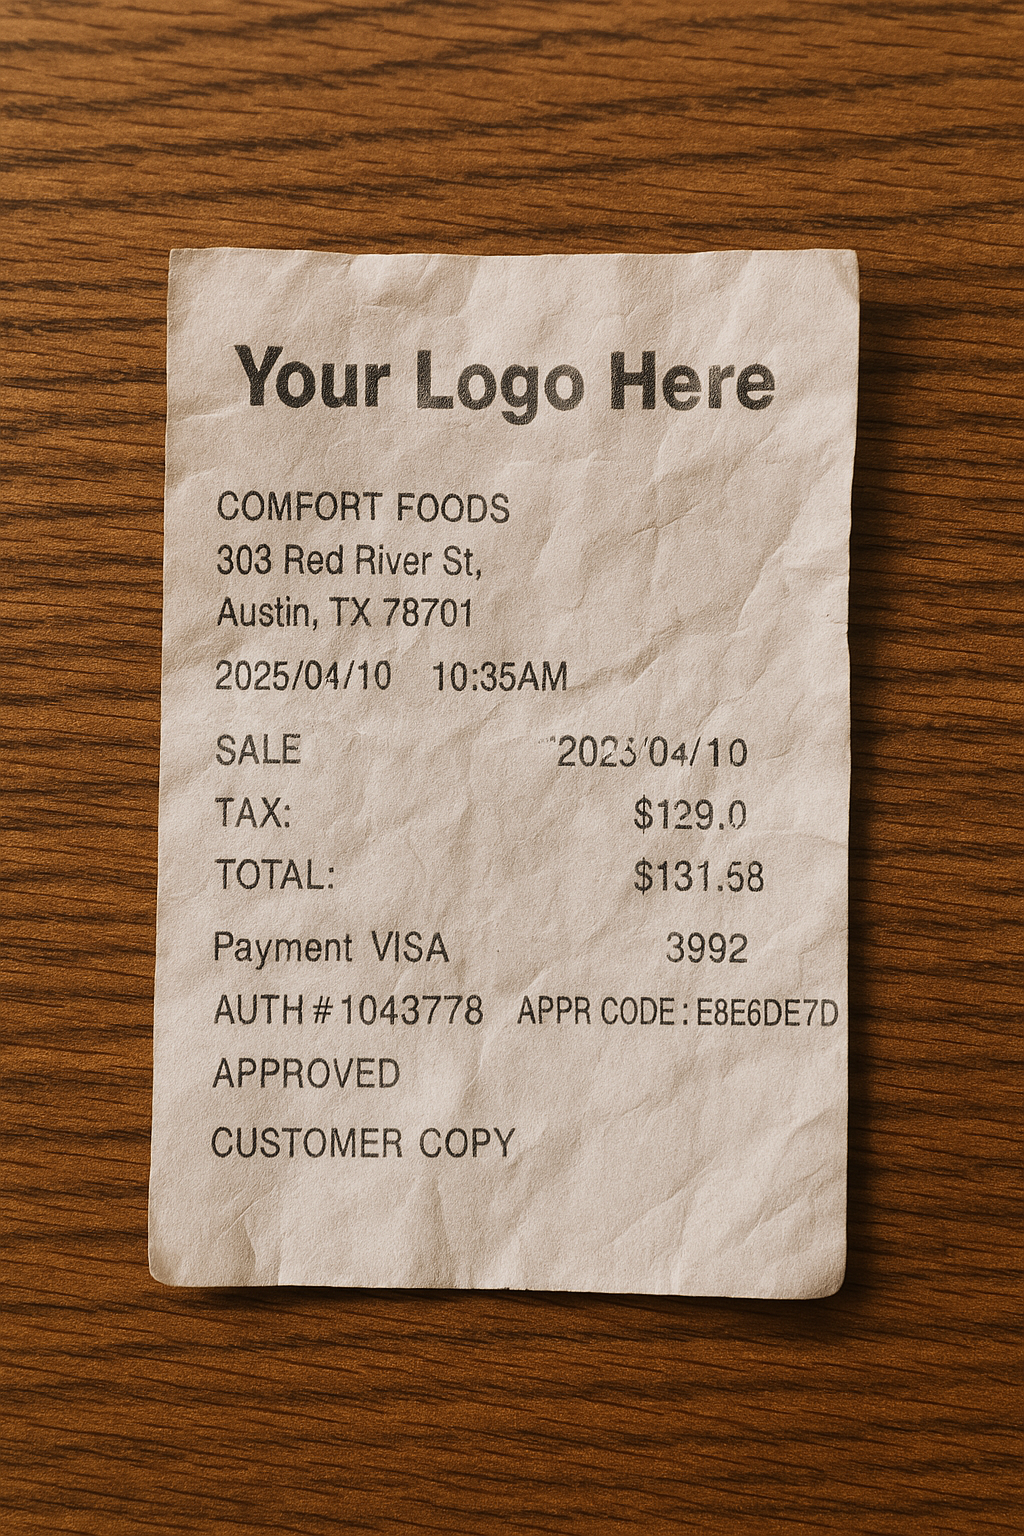 Your Logo Here
COMFORT FOODS
303 Red River St,
Austin, TX 78701
2025/04/10 10:35AM
SALE
TAX: $129.0
TOTAL: $131.58
Payment VISA 3992
AUTH # 1043778 APPR CODE : E8E6DE7D
APPROVED
CUSTOMER COPY